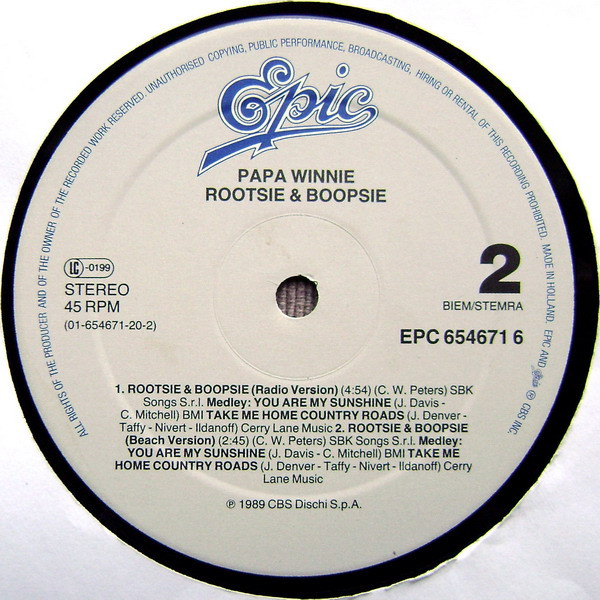 ALL RIGHTS OF THE PRODUCER AND OF THE OWNER OF THE RECORDED WORK RESERVED. UNAUTHORISED COPYING, PUBLIC PERFORMANCE, BROADCASTING, HIRING OR RENTAL OF THIS RECORDING PROHIBITED. MADE IN HOLLAND. EPIC AND Epic ® CBS INC.
Epic
PAPA WINNIE
ROOTSIE & BOOPSIE
LC -0199
STEREO
45 RPM
(01-654671-20-2)
2
BIEM/STEMRA
EPC 654671 6
1. ROOTSIE & BOOPSIE (Radio Version) (4:54) (C. W. Peters) SBK
Songs S.r.l. Medley: YOU ARE MY SUNSHINE (J. Davis -
C. Mitchell) BMI TAKE ME HOME COUNTRY ROADS (J. Denver -
Taffy - Nivert - Ildanoff) Cerry Lane Music 2. ROOTSIE & BOOPSIE
(Beach Version) (2:45) (C. W. Peters) SBK Songs S.r.l. Medley:
YOU ARE MY SUNSHINE (J. Davis - C. Mitchell) BMI TAKE ME
HOME COUNTRY ROADS (J. Denver - Taffy - Nivert - Ildanoff) Cerry
Lane Music
℗ 1989 CBS Dischi S.p.A.